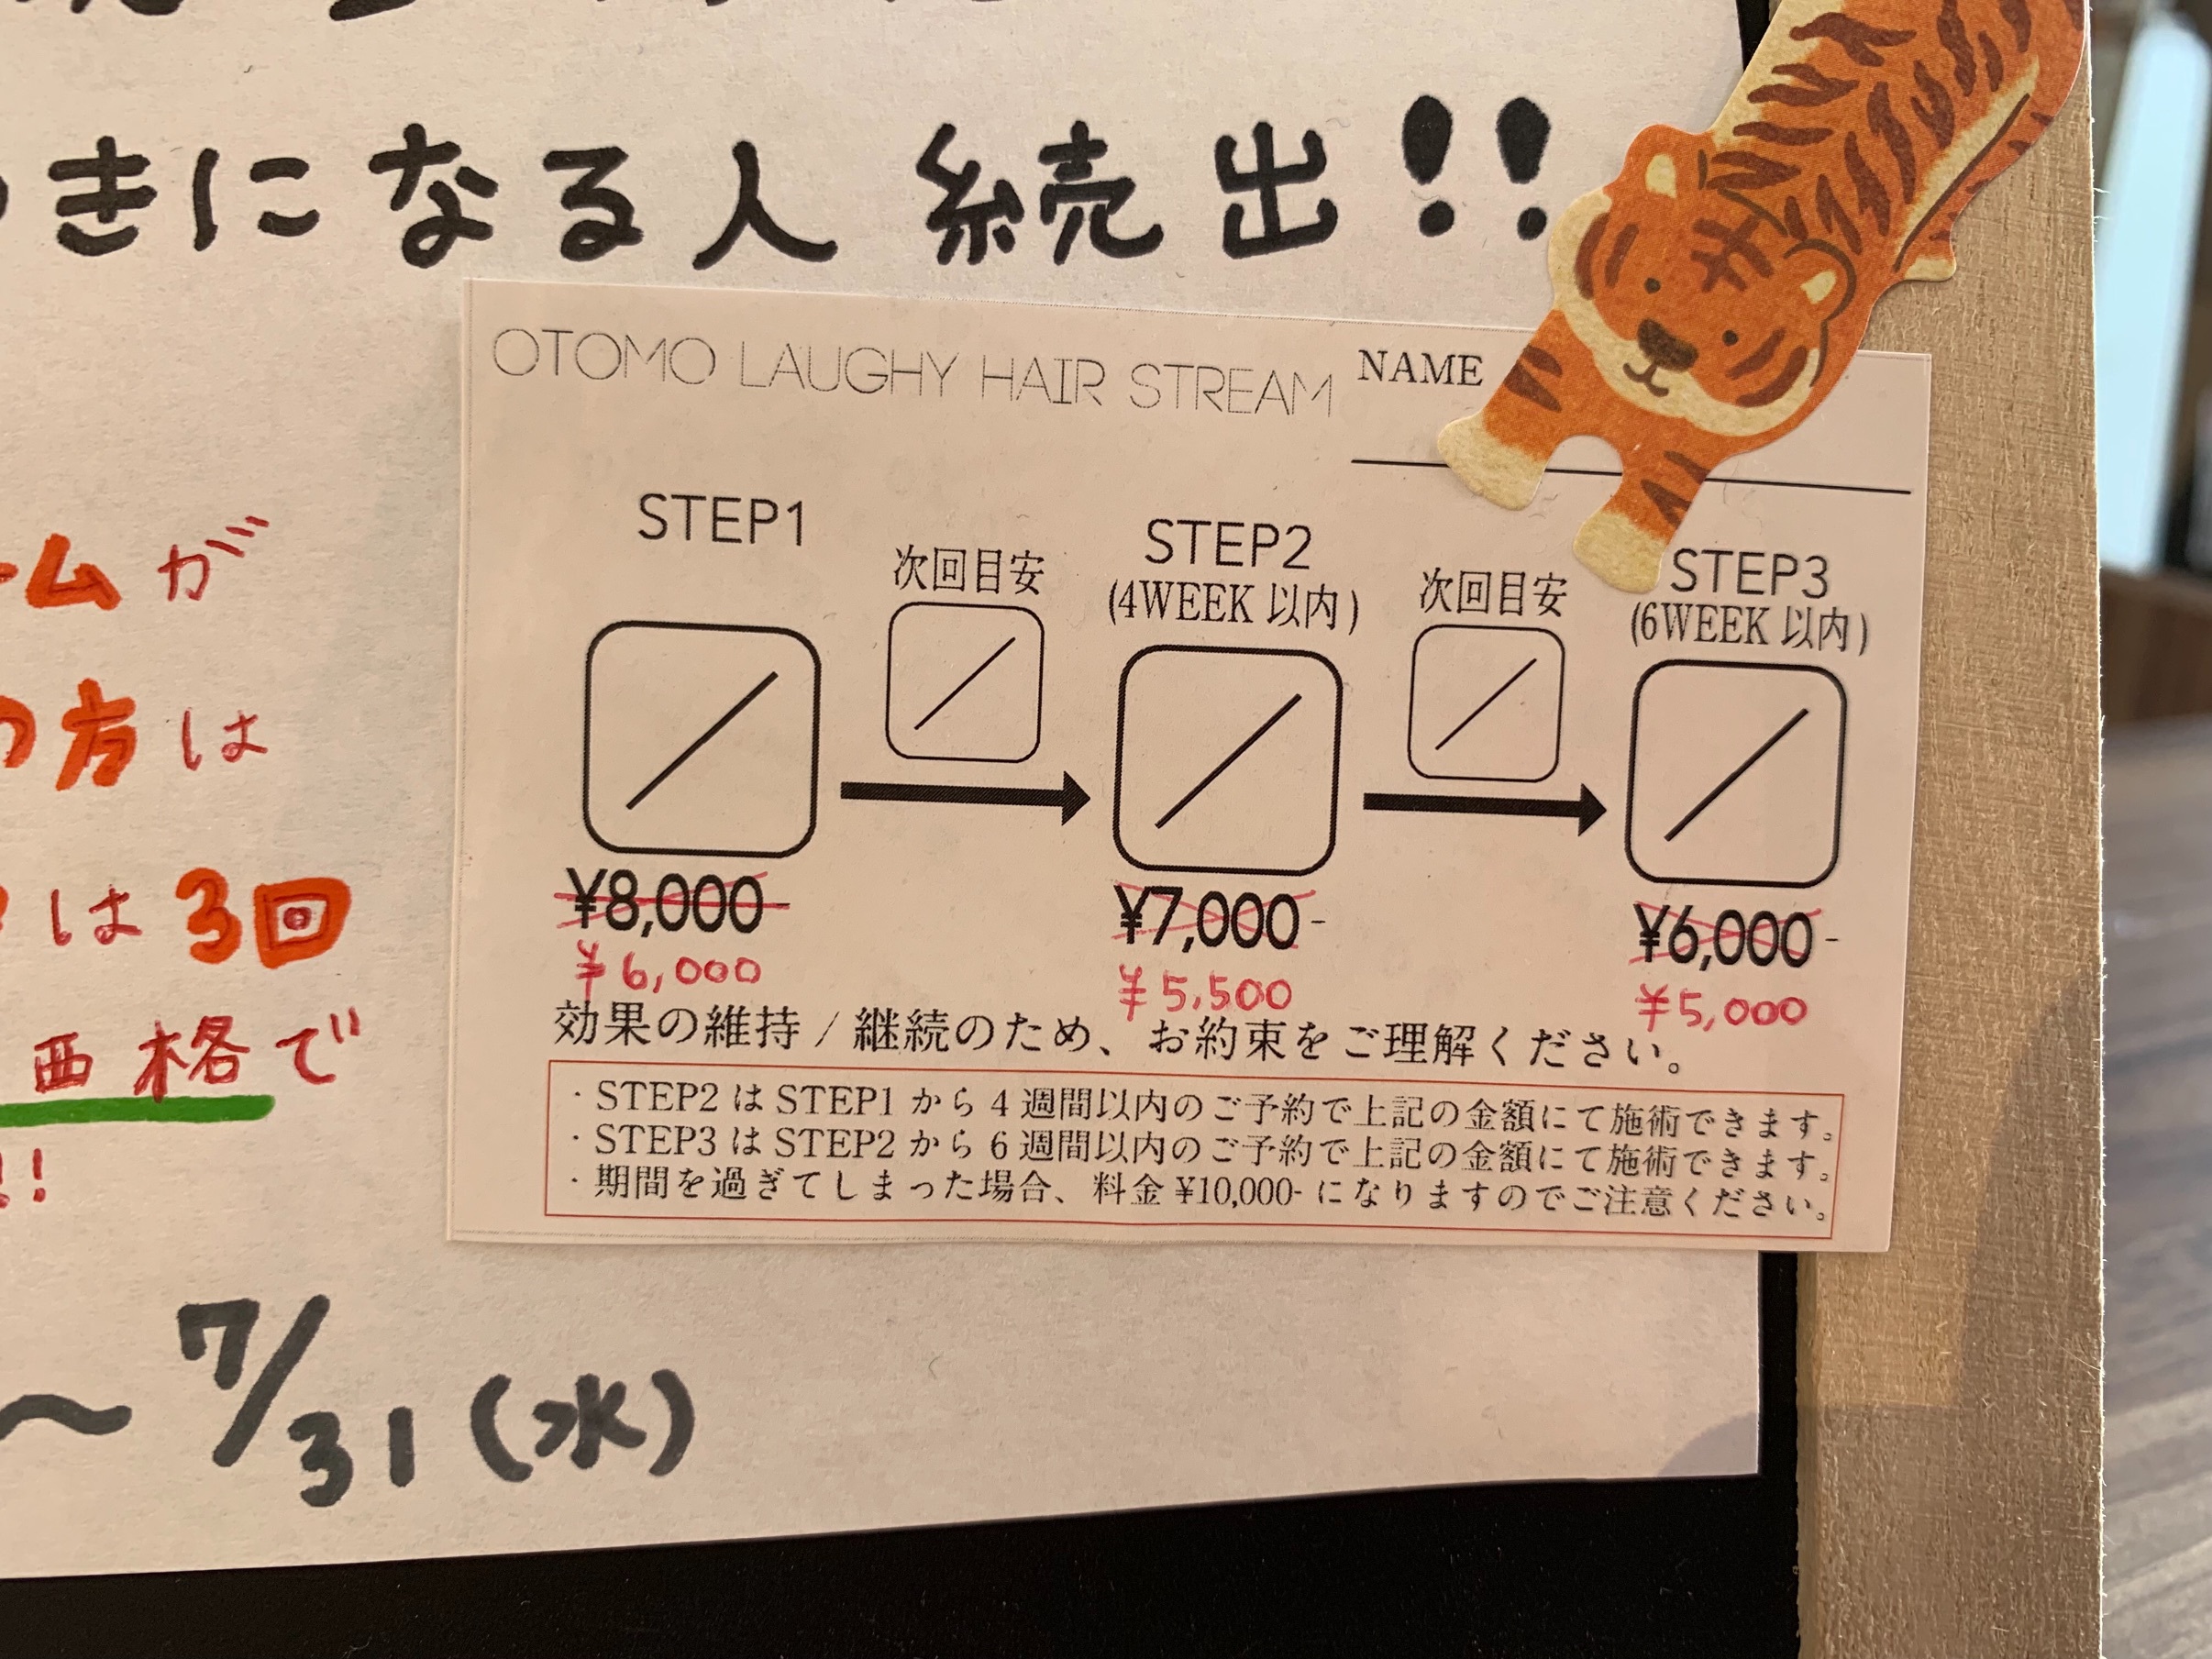 きになる人 続出!!
OTOMO LAUGHY HAIR STREAM
NAME
STEP1
次回目安
STEP2
(4WEEK 以内)
次回目安
STEP3
(6WEEK 以内)
¥8,000-
¥7,000-
¥6,000-
¥6,000
¥5,500
¥5,000
効果の維持 / 継続のため、お約束をご理解ください。
・STEP2 は STEP1 から 4 週間以内のご予約で上記の金額にて施術できます。
・STEP3 は STEP2 から 6 週間以内のご予約で上記の金額にて施術できます。
・期間を過ぎてしまった場合、料金 ¥10,000- になりますのでご注意ください。
ームが
の方は
は3回
格で
!!
～7/31(水)